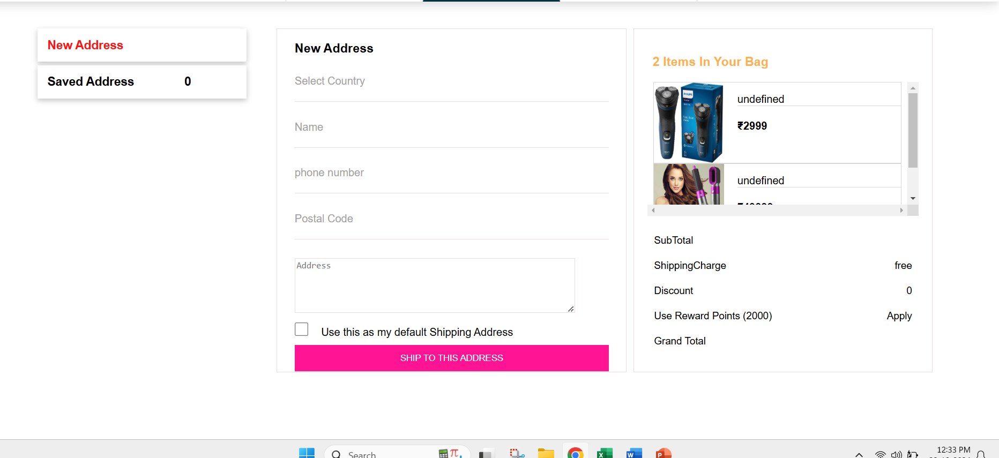 New Address
Saved Address 0
New Address
Select Country
Name
phone number
Postal Code
Address
Use this as my default Shipping Address
SHIP TO THIS ADDRESS
2 Items In Your Bag
PHILIPS
undefined
₹2999
undefined
SubTotal
ShippingCharge free
Discount 0
Use Reward Points (2000) Apply
Grand Total
Search
12:33 PM